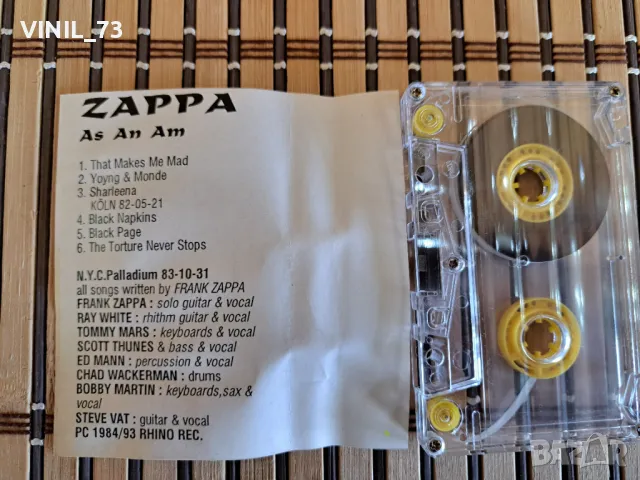 VINIL_73
ZAPPA
As An Am
1. That Makes Me Mad
2. Yoyng & Monde
3. Sharleena
KÖLN 82-05-21
4. Black Napkins
5. Black Page
6. The Torture Never Stops
N.Y.C.Palladium 83-10-31
all songs written by FRANK ZAPPA
FRANK ZAPPA : solo guitar & vocal
RAY WHITE : rhithm guitar & vocal
TOMMY MARS : keyboards & vocal
SCOTT THUNES & bass & vocal
ED MANN : percussion & vocal
CHAD WACKERMAN : drums
BOBBY MARTIN : keyboards,sax &
vocal
STEVE VAT : guitar & vocal
PC 1984/93 RHINO REC.
BAZAR